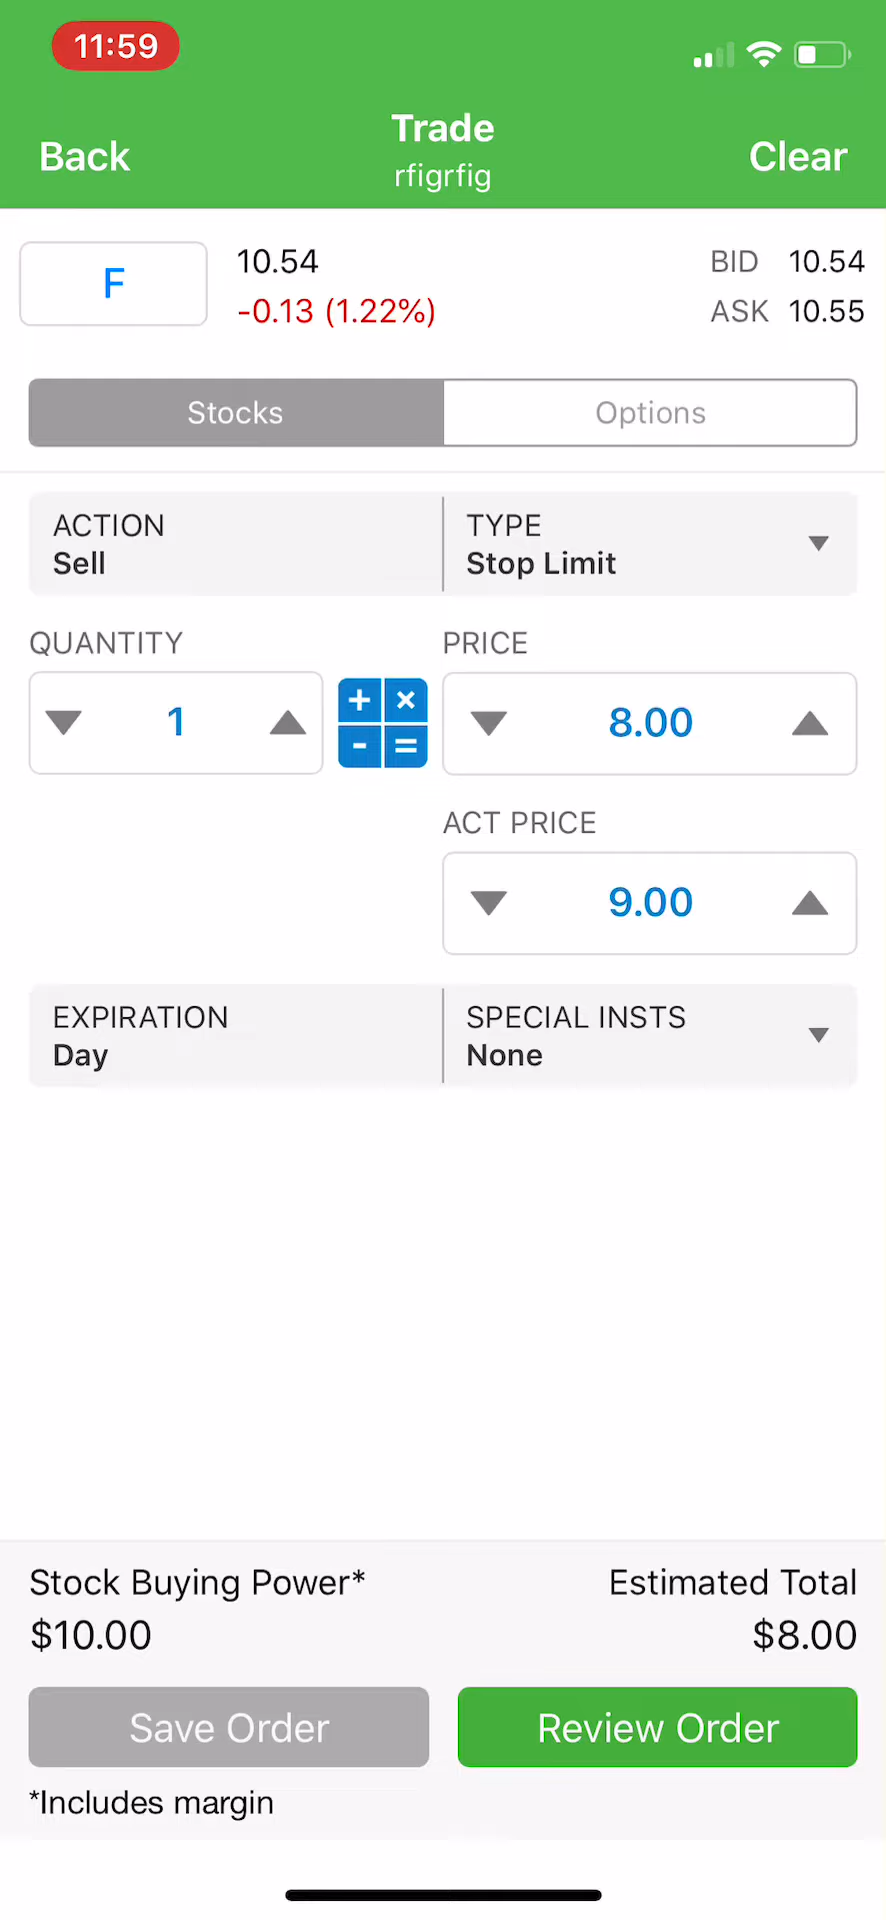 11:59
Back
Trade
rfigrfig
Clear
F
10.54
-0.13 (1.22%)
BID 10.54
ASK 10.55
Stocks
Options
ACTION
Sell
TYPE
Stop Limit
QUANTITY
1
+ ×
- =
PRICE
8.00
ACT PRICE
9.00
EXPIRATION
Day
SPECIAL INSTS
None
Stock Buying Power*
$10.00
Estimated Total
$8.00
Save Order
Review Order
*Includes margin